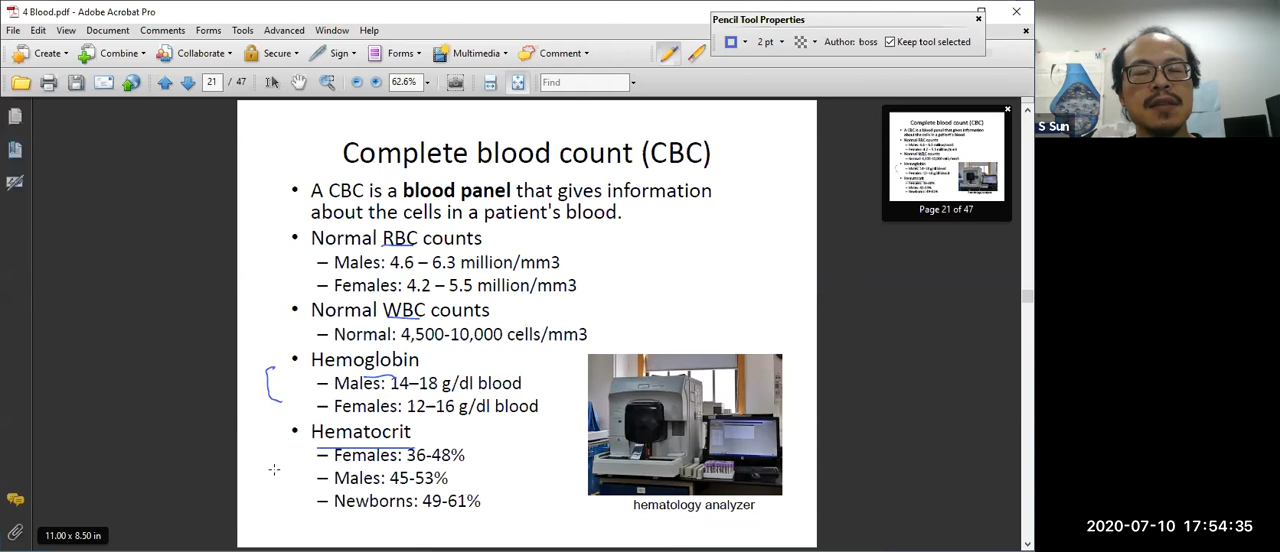 4 Blood.pdf - Adobe Acrobat Pro
File Edit View Document Comments Forms Tools Advanced Window Help
Pencil Tool Properties
2 pt Author: boss Keep tool selected
Create Combine Collaborate Secure Sign Forms Multimedia Comment
21 / 47 62.6% Find
Complete blood count (CBC)
• A CBC is a blood panel that gives information
about the cells in a patient's blood.
• Normal RBC counts
– Males: 4.6 – 6.3 million/mm3
– Females: 4.2 – 5.5 million/mm3
• Normal WBC counts
– Normal: 4,500-10,000 cells/mm3
• Hemoglobin
– Males: 14–18 g/dl blood
– Females: 12–16 g/dl blood
• Hematocrit
– Females: 36-48%
– Males: 45-53%
– Newborns: 49-61%
hematology analyzer
11.00 x 8.50 in
Complete blood count (CBC)
Page 21 of 47
S Sun
2020-07-10 17:54:35